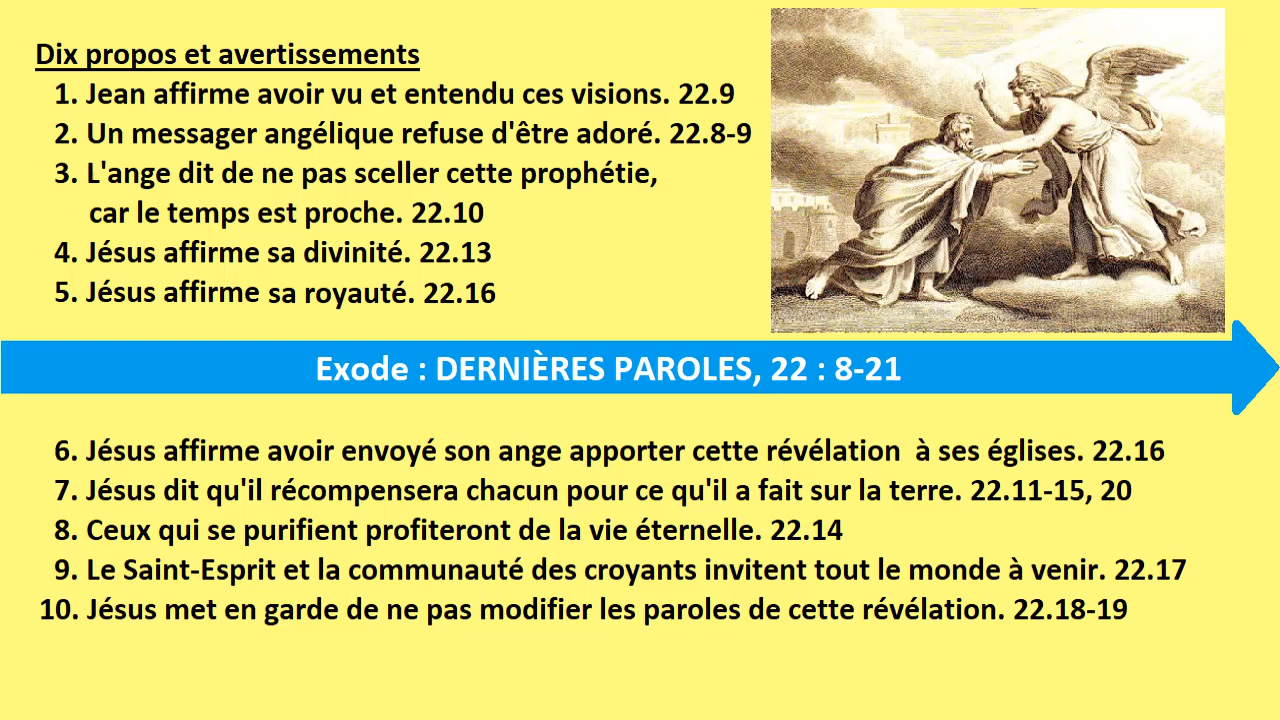 Dix propos et avertissements
1. Jean affirme avoir vu et entendu ces visions. 22.9
2. Un messager angélique refuse d'être adoré. 22.8-9
3. L'ange dit de ne pas sceller cette prophétie,
car le temps est proche. 22.10
4. Jésus affirme sa divinité. 22.13
5. Jésus affirme sa royauté. 22.16
Exode : DERNIÈRES PAROLES, 22 : 8-21
6. Jésus affirme avoir envoyé son ange apporter cette révélation à ses églises. 22.16
7. Jésus dit qu'il récompensera chacun pour ce qu'il a fait sur la terre. 22.11-15, 20
8. Ceux qui se purifient profiteront de la vie éternelle. 22.14
9. Le Saint-Esprit et la communauté des croyants invitent tout le monde à venir. 22.17
10. Jésus met en garde de ne pas modifier les paroles de cette révélation. 22.18-19